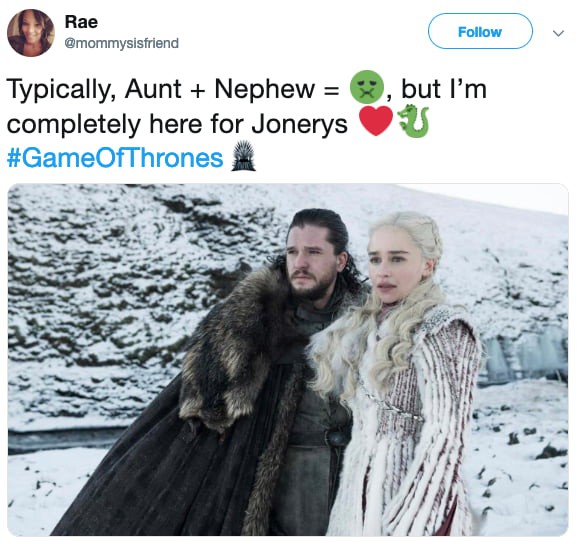 Rae
@mommysisfriend
Follow
Typically, Aunt + Nephew = 🤢, but I’m
completely here for Jonerys ❤️🐉
#GameOfThrones